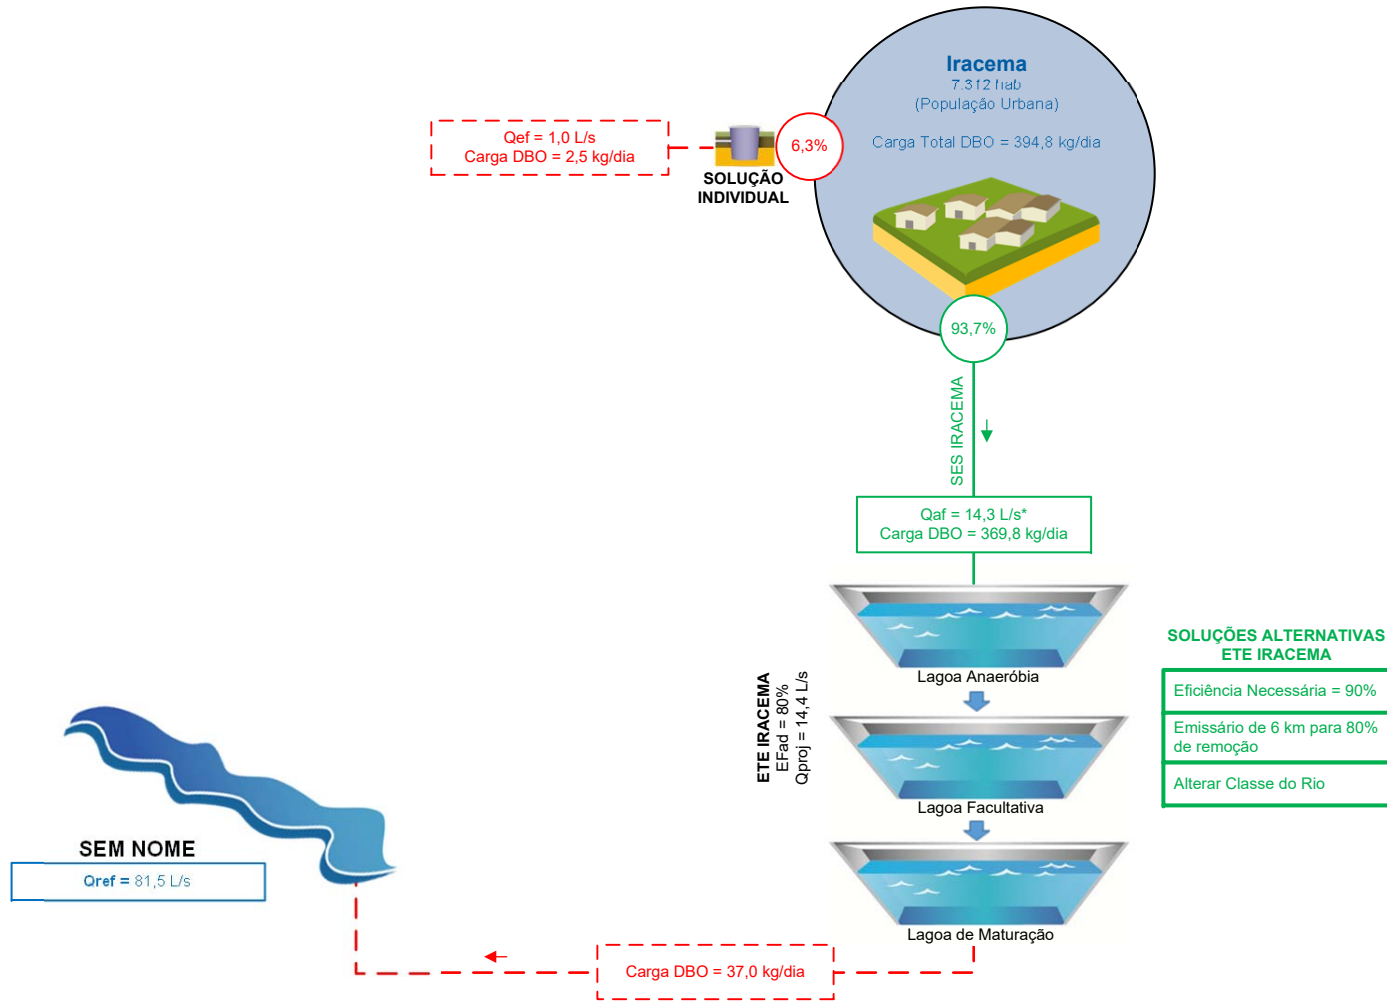 Iracema
7.312 hab
(População Urbana)
Carga Total DBO = 394,8 kg/dia
Qef = 1,0 L/s
Carga DBO = 2,5 kg/dia
6,3%
SOLUÇÃO
INDIVIDUAL
93,7%
SES IRACEMA
Qaf = 14,3 L/s*
Carga DBO = 369,8 kg/dia
ETE IRACEMA
EFad = 80%
Qproj = 14,4 L/s
Lagoa Anaeróbia
Lagoa Facultativa
Lagoa de Maturação
SOLUÇÕES ALTERNATIVAS
ETE IRACEMA
Eficiência Necessária = 90%
Emissário de 6 km para 80%
de remoção
Alterar Classe do Rio
SEM NOME
Qref = 81,5 L/s
Carga DBO = 37,0 kg/dia